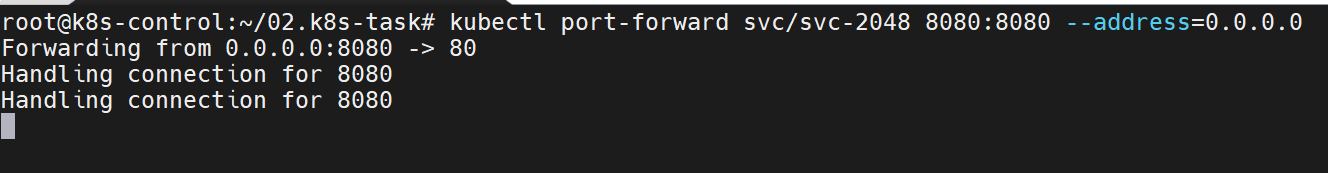 root@k8s-control:~/02.k8s-task# kubectl port-forward svc/svc-2048 8080:8080 --address=0.0.0.0
Forwarding from 0.0.0.0:8080 -> 80
Handling connection for 8080
Handling connection for 8080